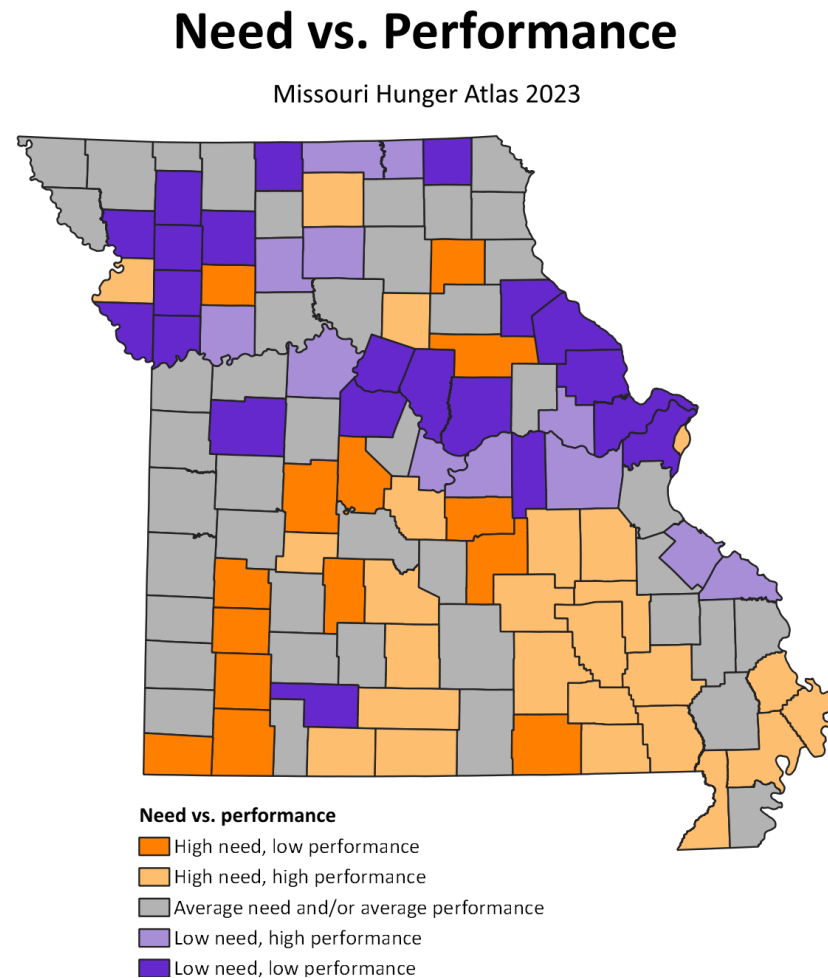 Need vs. Performance
Missouri Hunger Atlas 2023
Need vs. performance
High need, low performance
High need, high performance
Average need and/or average performance
Low need, high performance
Low need, low performance